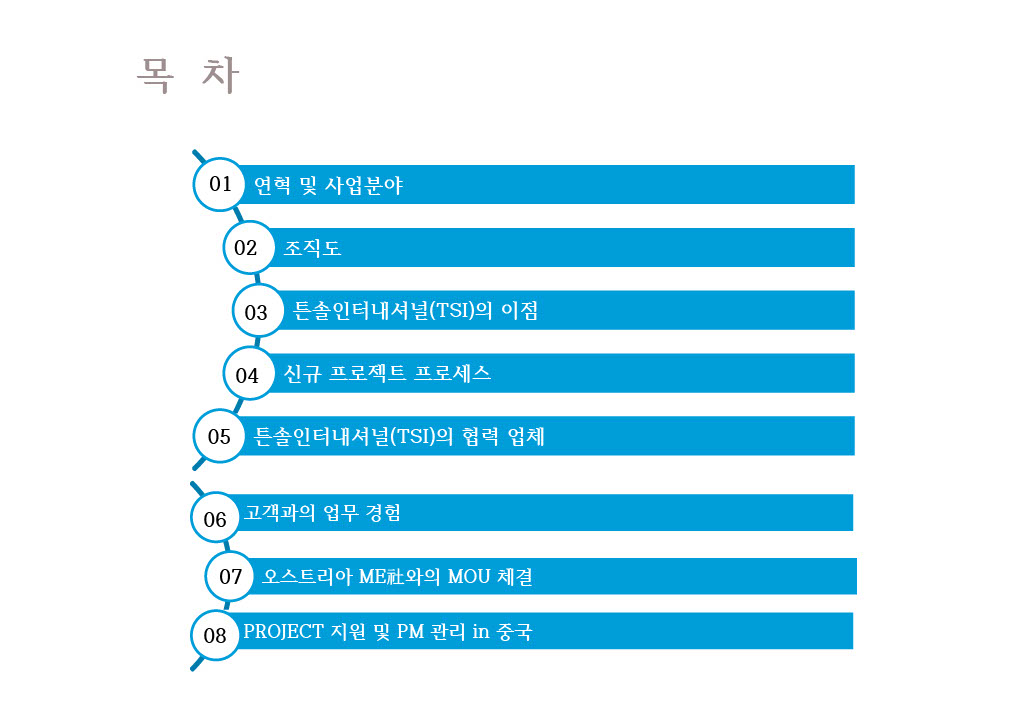 목 차
01 연혁 및 사업분야
02 조직도
03 튼솔인터내셔널(TSI)의 이점
04 신규 프로젝트 프로세스
05 튼솔인터내셔널(TSI)의 협력 업체
06 고객과의 업무 경험
07 오스트리아 ME社와의 MOU 체결
08 PROJECT 지원 및 PM 관리 in 중국